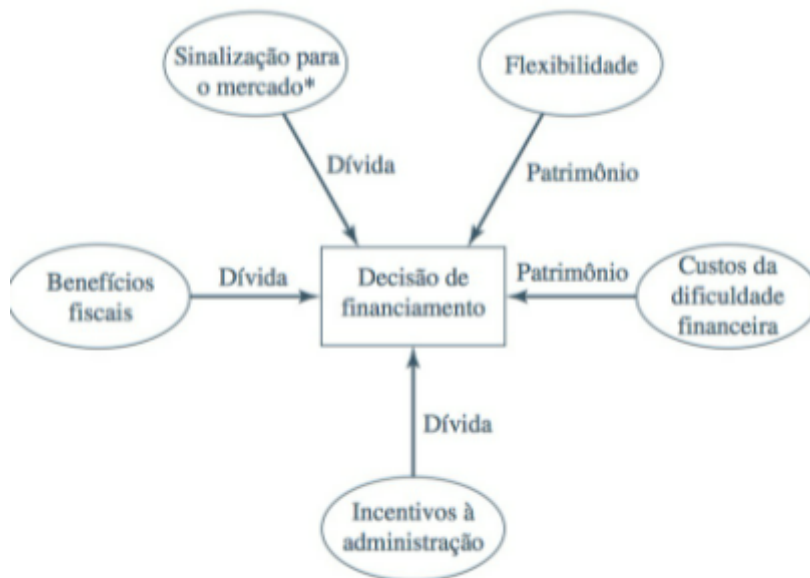 Sinalização para
o mercado*
Flexibilidade
Dívida
Patrimônio
Benefícios
fiscais
Dívida
Decisão de
financiamento
Patrimônio
Custos da
dificuldade
financeira
Dívida
Incentivos à
administração